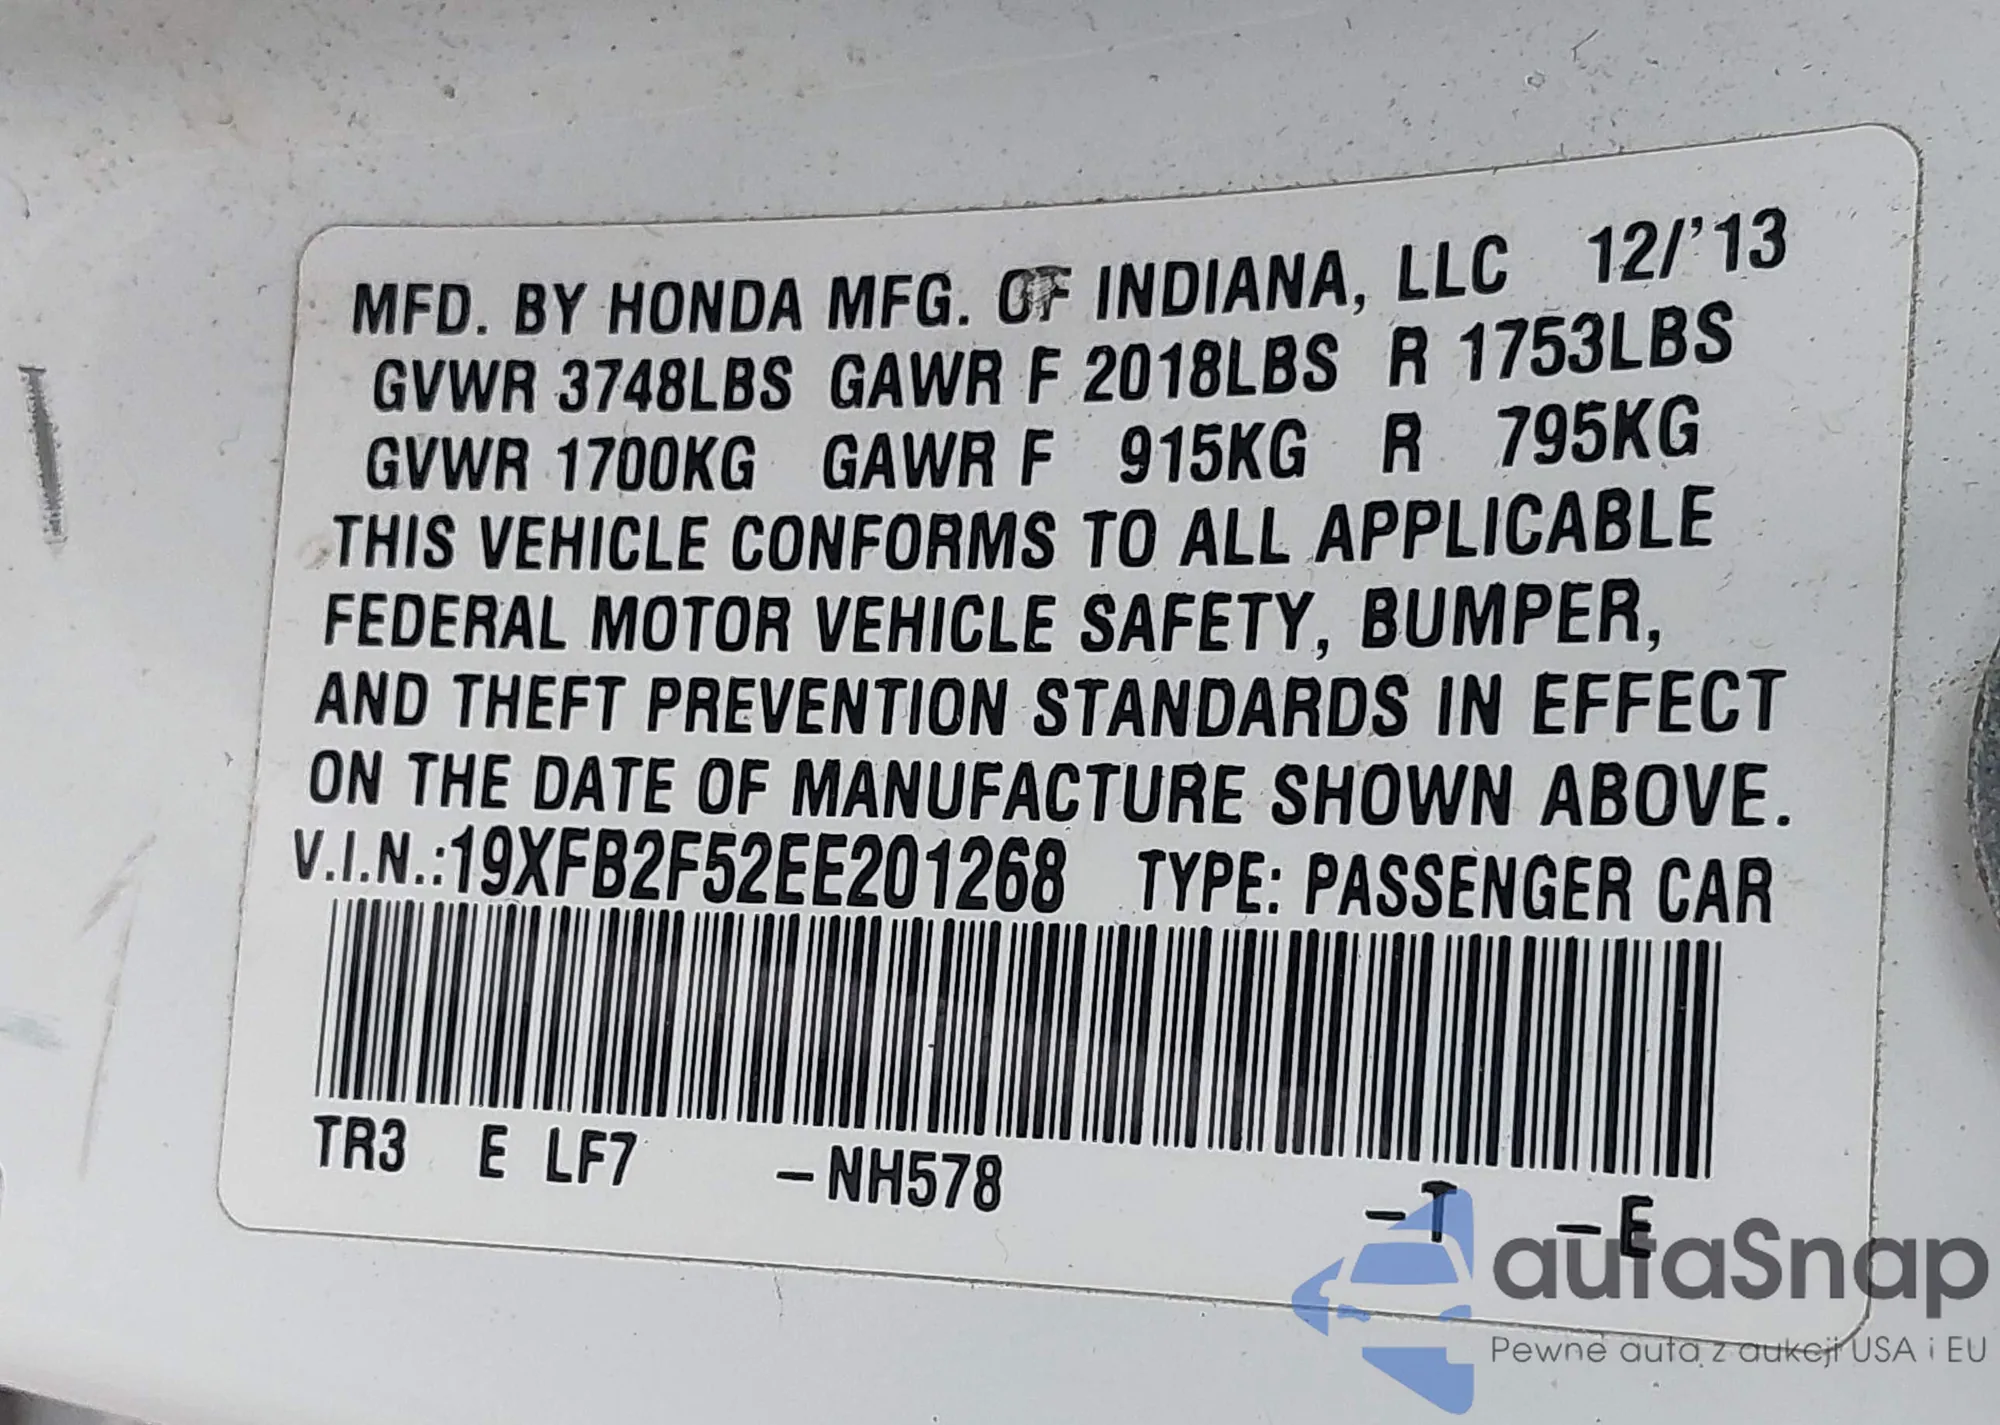 MFD. BY HONDA MFG. OF INDIANA, LLC 12/'13
GVWR 3748LBS GAWR F 2018LBS R 1753LBS
GVWR 1700KG GAWR F 915KG R 795KG
THIS VEHICLE CONFORMS TO ALL APPLICABLE
FEDERAL MOTOR VEHICLE SAFETY, BUMPER,
AND THEFT PREVENTION STANDARDS IN EFFECT
ON THE DATE OF MANUFACTURE SHOWN ABOVE.
V.I.N.:19XFB2F52EE201268 TYPE: PASSENGER CAR
TR3 E LF7 -NH578 -T -E
autaSnap
Pewne auta z aukcji USA i EU